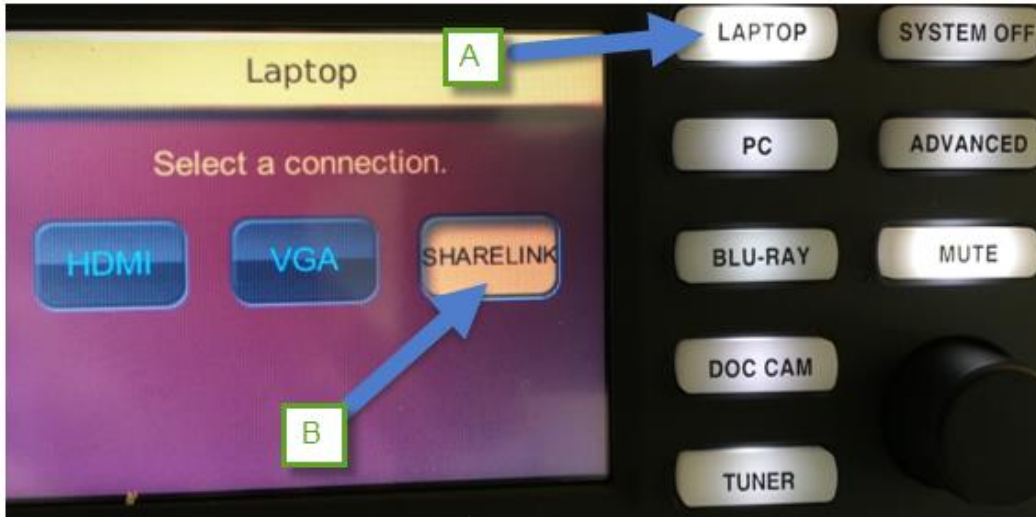 Laptop
Select a connection.
HDMI
VGA
SHARELINK
A
B
LAPTOP
SYSTEM OFF
PC
ADVANCED
BLU-RAY
MUTE
DOC CAM
TUNER